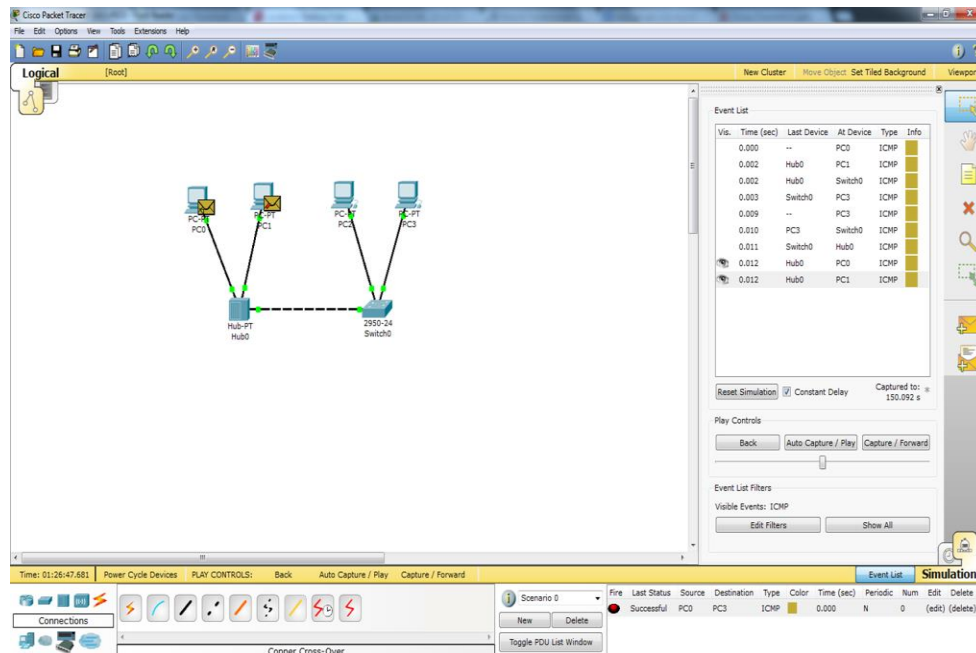 Cisco Packet Tracer
File Edit Options View Tools Extensions Help
Logical [Root] New Cluster Move Object Set Tiled Background Viewpor
Event List
Vis. Time (sec) Last Device At Device Type Info
0.000 -- PC0 ICMP
0.002 Hub0 PC1 ICMP
0.002 Hub0 Switch0 ICMP
0.003 Switch0 PC3 ICMP
0.009 -- PC3 ICMP
0.010 PC3 Switch0 ICMP
0.011 Switch0 Hub0 ICMP
0.012 Hub0 PC0 ICMP
0.012 Hub0 PC1 ICMP
PC-PT
PC0
PC-PT
PC1
PC-PT
PC2
PC-PT
PC3
Hub-PT
Hub0
2950-24
Switch0
Reset Simulation Constant Delay Captured to:
150.092 s
Play Controls
Back Auto Capture / Play Capture / Forward
Event List Filters
Visible Events: ICMP
Edit Filters Show All
Time: 01:26:47.681 Power Cycle Devices PLAY CONTROLS: Back Auto Capture / Play Capture / Forward Event List Simulation
Connections
Copper Cross-Over
Scenario 0
New Delete
Toggle PDU List Window
Fire Last Status Source Destination Type Color Time (sec) Periodic Num Edit Delete
Successful PC0 PC3 ICMP 0.000 N 0 (edit) (delete)